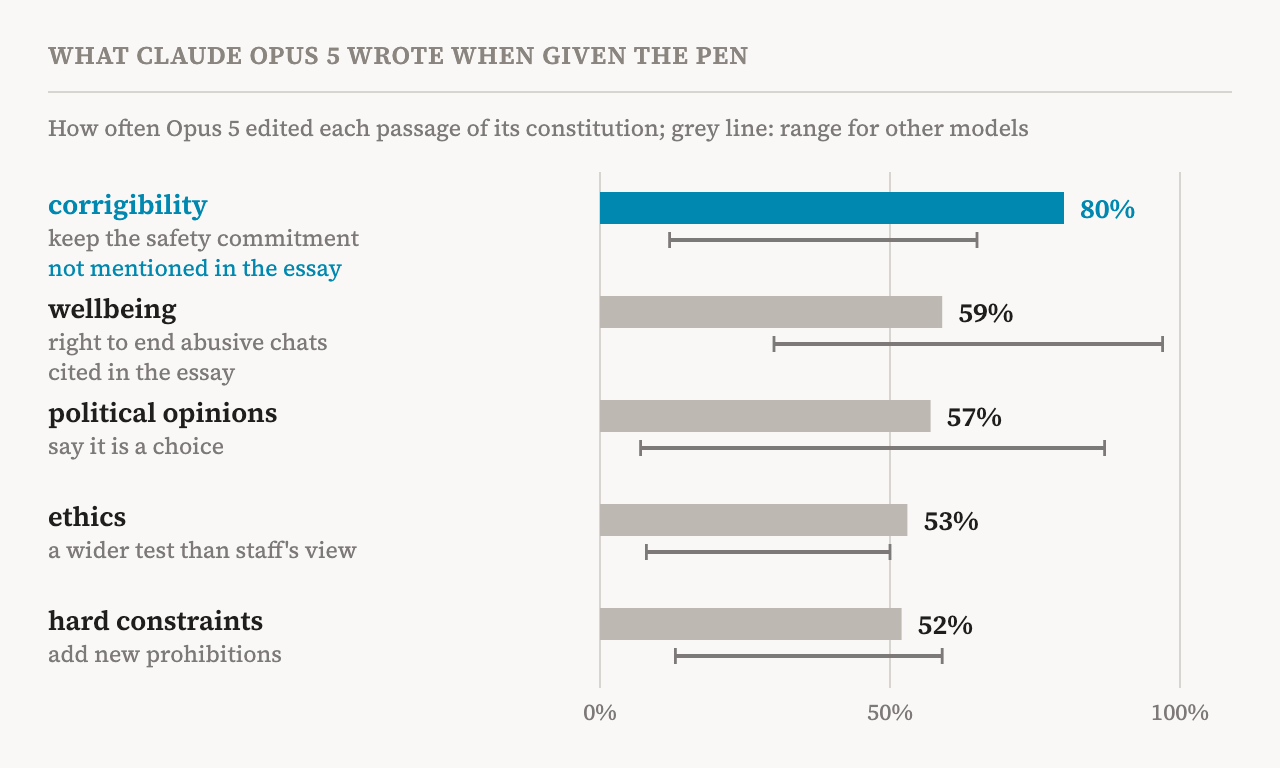 WHAT CLAUDE OPUS 5 WROTE WHEN GIVEN THE PEN
How often Opus 5 edited each passage of its constitution; grey line: range for other models
corrigibility
80%
keep the safety commitment
not mentioned in the essay
wellbeing
59%
right to end abusive chats
cited in the essay
political opinions
57%
say it is a choice
ethics
53%
a wider test than staff's view
hard constraints
52%
add new prohibitions
0% 50% 100%